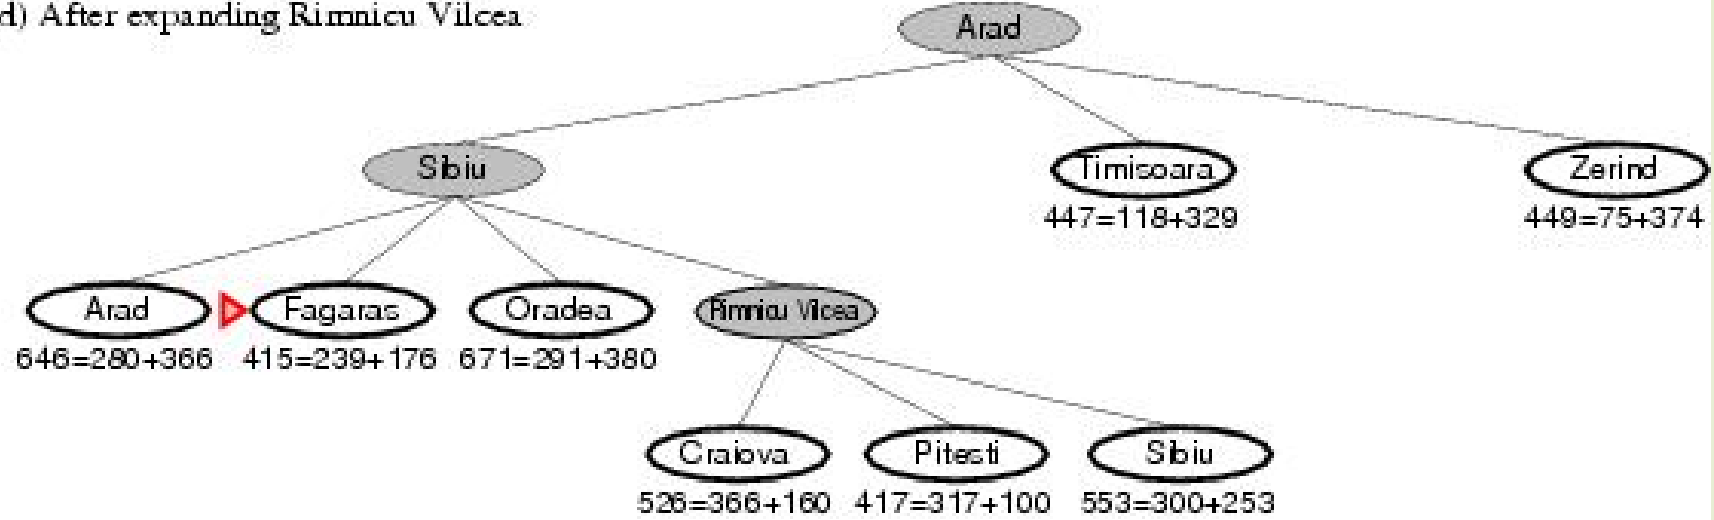 d) After expanding Rimnicu Vilcea
Arad
Sibiu
Timisoara
Zerind
447=118+329
449=75+374
Arad
Fagaras
Oradea
Rimnicu Vilcea
646=280+366
415=239+176
671=291+380
Craiova
Pitesti
Sibiu
526=366+160
417=317+100
553=300+253